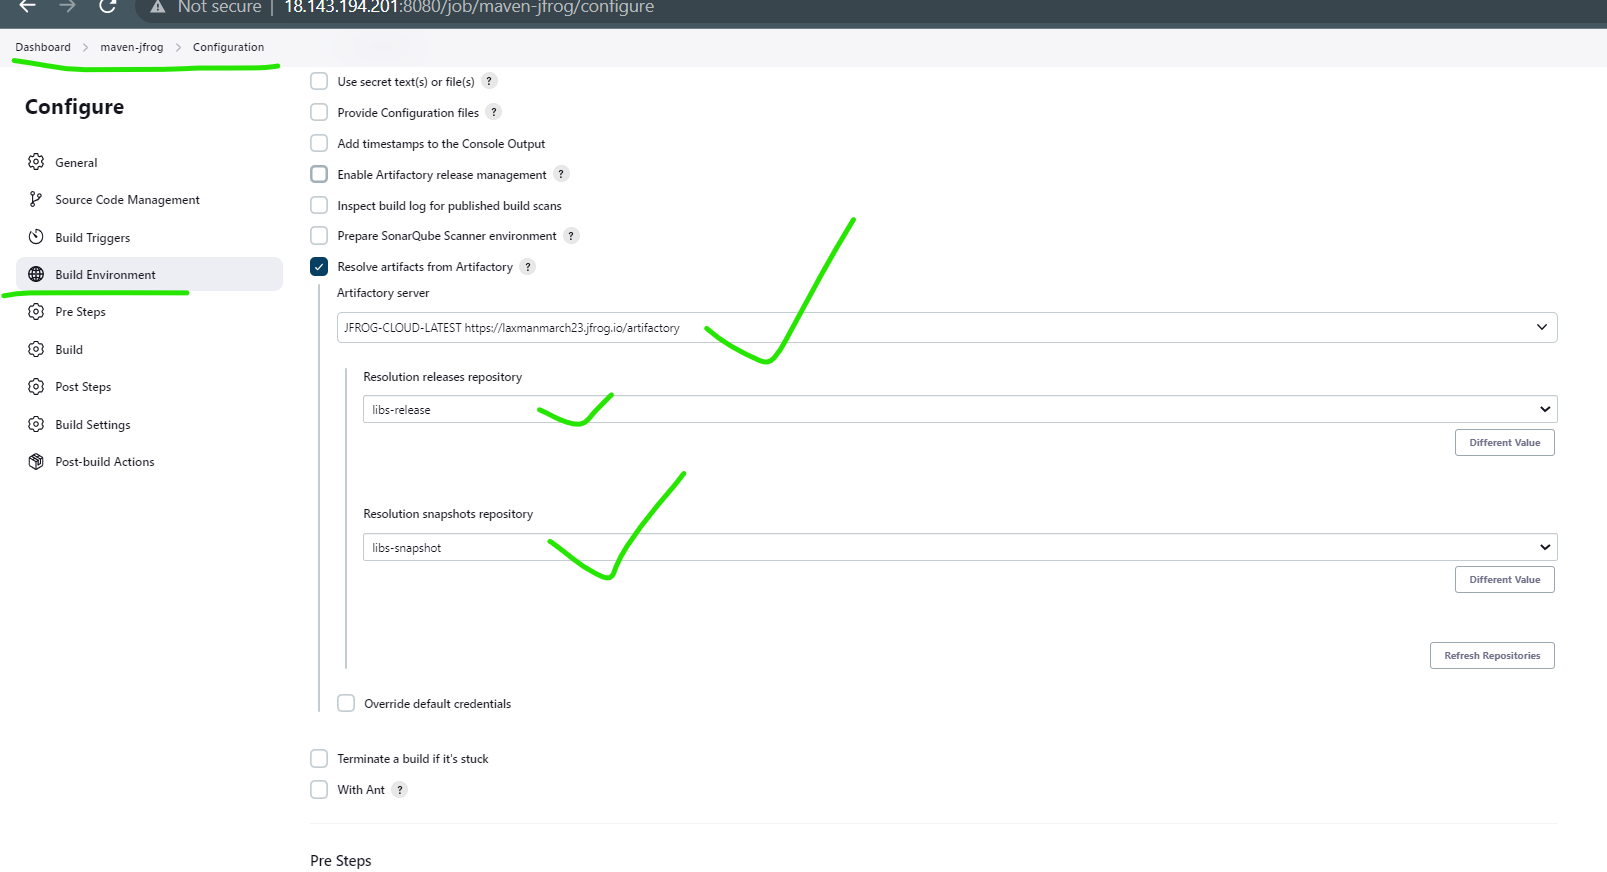 Not secure | 18.143.194.201:8080/job/maven-jfrog/configure
Dashboard > maven-jfrog > Configuration
Configure
General
Source Code Management
Build Triggers
Build Environment
Pre Steps
Build
Post Steps
Build Settings
Post-build Actions
Use secret text(s) or file(s) ?
Provide Configuration files ?
Add timestamps to the Console Output
Enable Artifactory release management ?
Inspect build log for published build scans
Prepare SonarQube Scanner environment ?
Resolve artifacts from Artifactory ?
Artifactory server
JFROG-CLOUD-LATEST https://laxmanmarch23.jfrog.io/artifactory
Resolution releases repository
libs-release
Different Value
Resolution snapshots repository
libs-snapshot
Different Value
Refresh Repositories
Override default credentials
Terminate a build if it's stuck
With Ant ?
Pre Steps